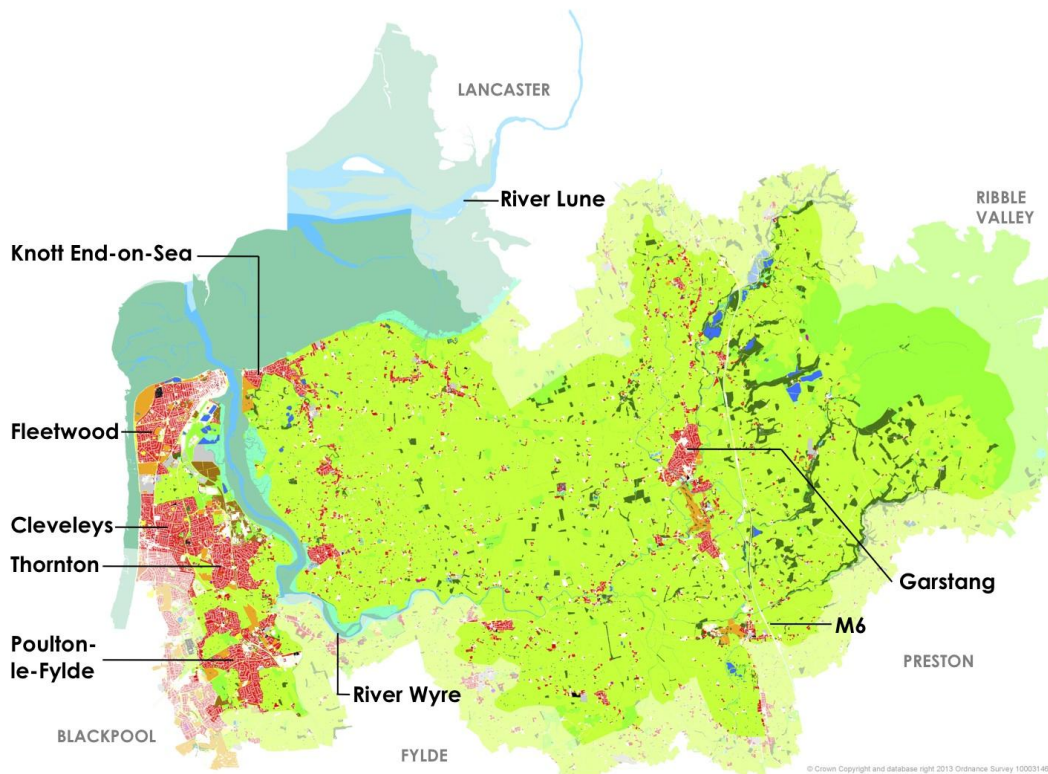 LANCASTER
River Lune
RIBBLE
VALLEY
Knott End-on-Sea
Fleetwood
Cleveleys
Thornton
Garstang
M6
Poulton-
le-Fylde
PRESTON
River Wyre
BLACKPOOL
FYLDE
© Crown Copyright and database right 2013 Ordnance Survey 10003146